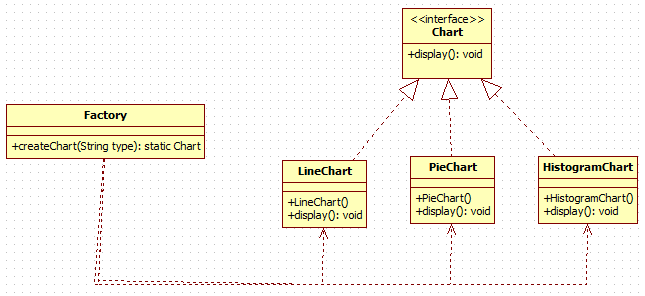 <<interface>>
Chart
+display(): void
Factory
+createChart(String type): static Chart
LineChart
+LineChart()
+display(): void
PieChart
+PieChart()
+display(): void
HistogramChart
+HistogramChart()
+display(): void